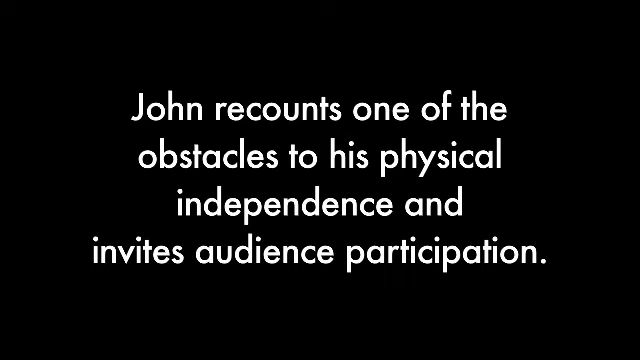 John recounts one of the
obstacles to his physical
independence and
invites audience participation.